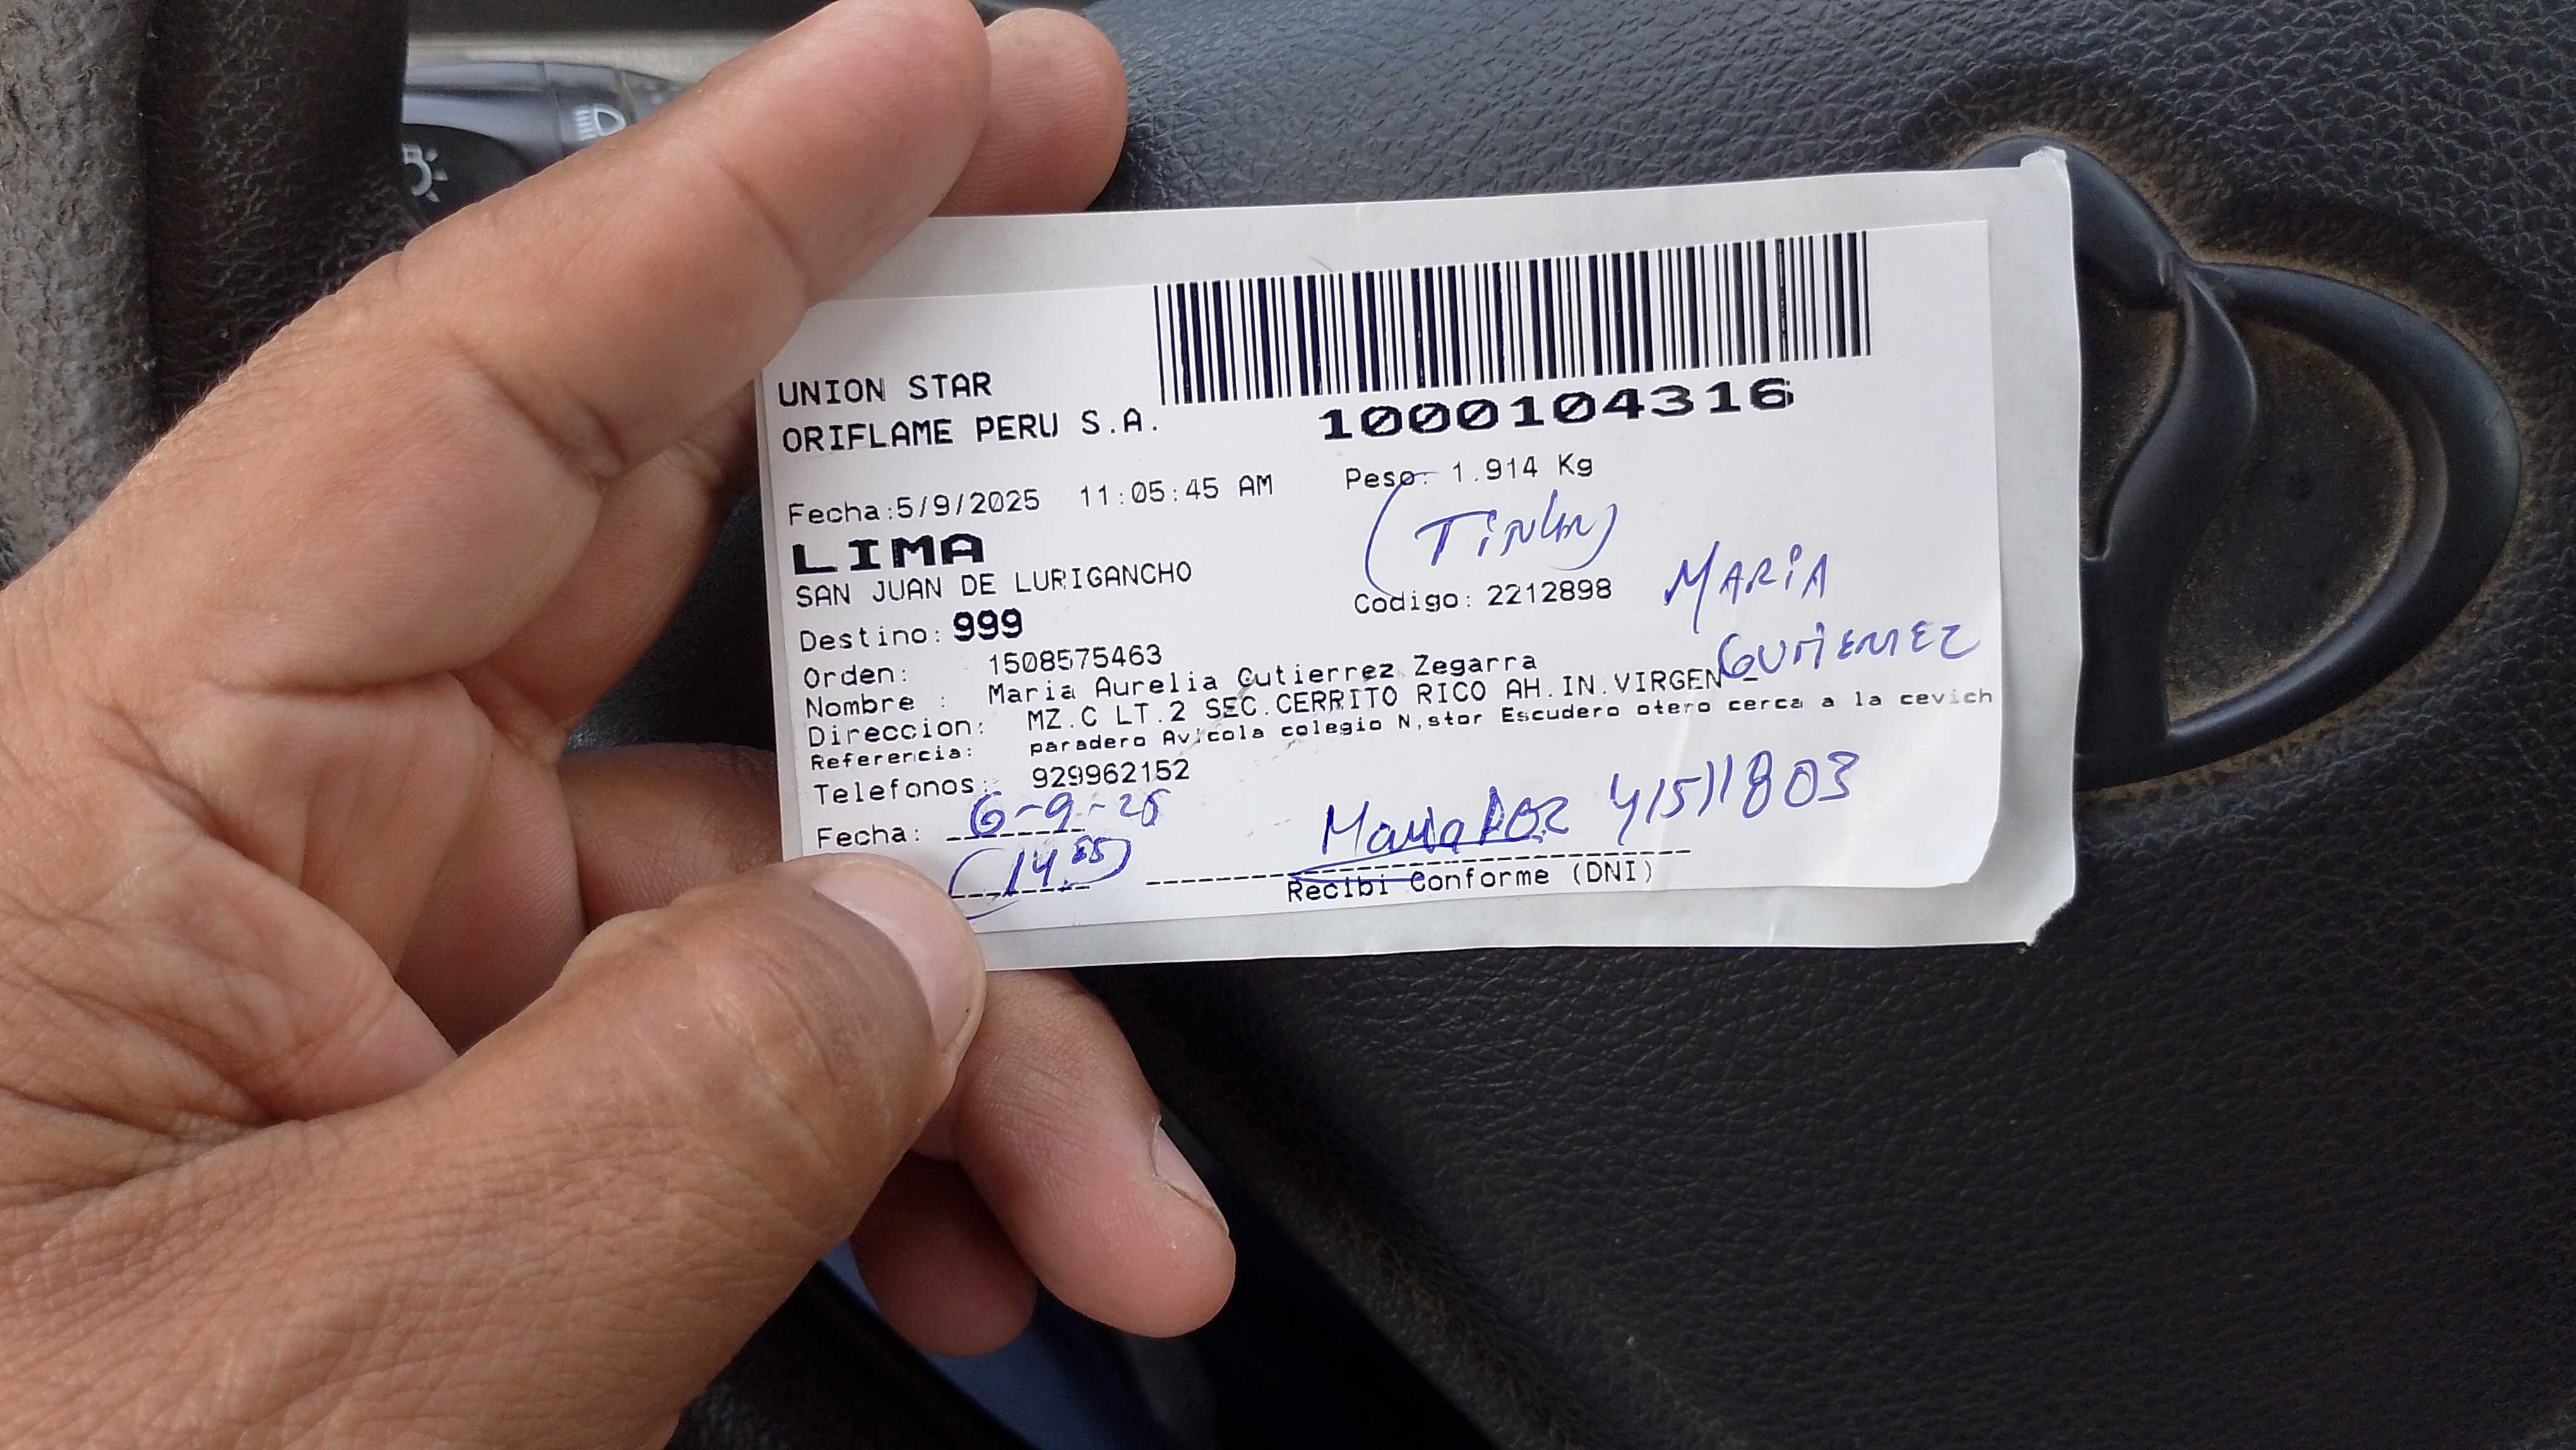 UNION STAR
ORIFLAME PERU S.A.
1000104316
Fecha:5/9/2025 11:05:45 AM
Peso: 1.914 Kg
LIMA
SAN JUAN DE LURIGANCHO
Codigo: 2212898
MARiA
GUTiERREZ
Destino: 999
Orden: 1508575463
Nombre : Maria Aurelia Gutierrez Zegarra
Direccion: MZ.C LT.2 SEC.CERRITO RICO AH.IN.VIRGEN
Referencia: paradero Av¡cola colegio N‚stor Escudero otero cerca a la cevich
Telefonos: 929962152
Fecha: 6-9-25
(14 55)
41511803
Recibi Conforme (DNI)